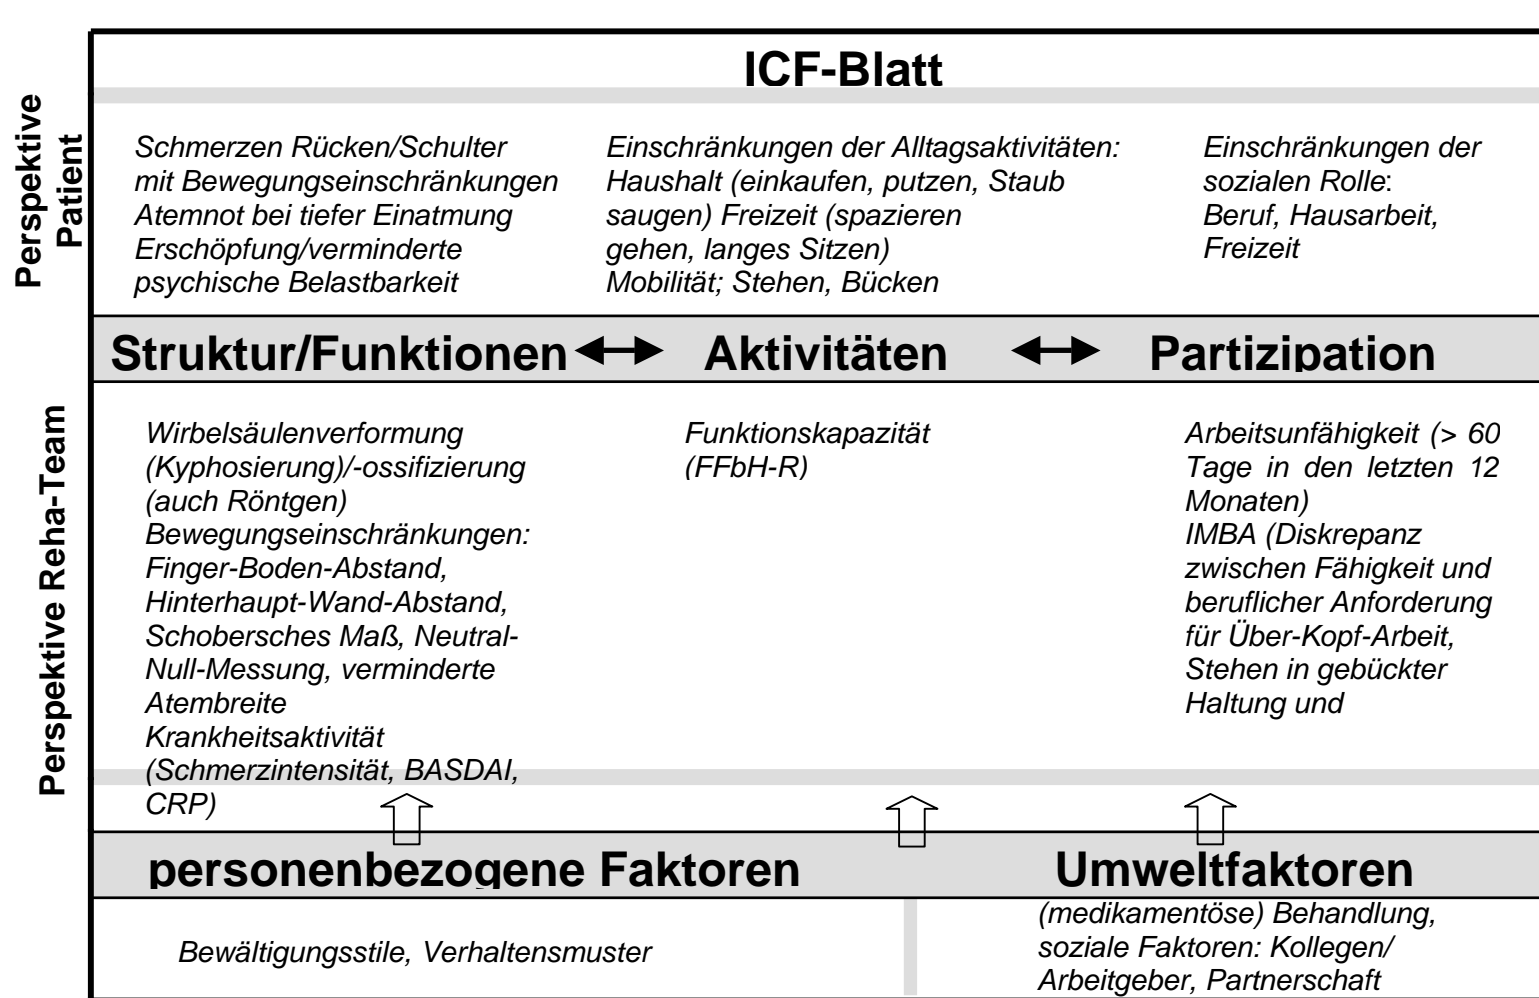 ICF-Blatt
Perspektive
Patient
Schmerzen Rücken/Schulter
mit Bewegungseinschränkungen
Atemnot bei tiefer Einatmung
Erschöpfung/verminderte
psychische Belastbarkeit
Einschränkungen der Alltagsaktivitäten:
Haushalt (einkaufen, putzen, Staub
saugen) Freizeit (spazieren
gehen, langes Sitzen)
Mobilität; Stehen, Bücken
Einschränkungen der
sozialen Rolle:
Beruf, Hausarbeit,
Freizeit
Struktur/Funktionen
Aktivitäten
Partizipation
Perspektive Reha-Team
Wirbelsäulenverformung
(Kyphosierung)/-ossifizierung
(auch Röntgen)
Bewegungseinschränkungen:
Finger-Boden-Abstand,
Hinterhaupt-Wand-Abstand,
Schobersches Maß, Neutral-
Null-Messung, verminderte
Atembreite
Krankheitsaktivität
(Schmerzintensität, BASDAI,
CRP)
Funktionskapazität
(FFbH-R)
Arbeitsunfähigkeit (> 60
Tage in den letzten 12
Monaten)
IMBA (Diskrepanz
zwischen Fähigkeit und
beruflicher Anforderung
für Über-Kopf-Arbeit,
Stehen in gebückter
Haltung und
personenbezogene Faktoren
Umweltfaktoren
Bewältigungsstile, Verhaltensmuster
(medikamentöse) Behandlung,
soziale Faktoren: Kollegen/
Arbeitgeber, Partnerschaft